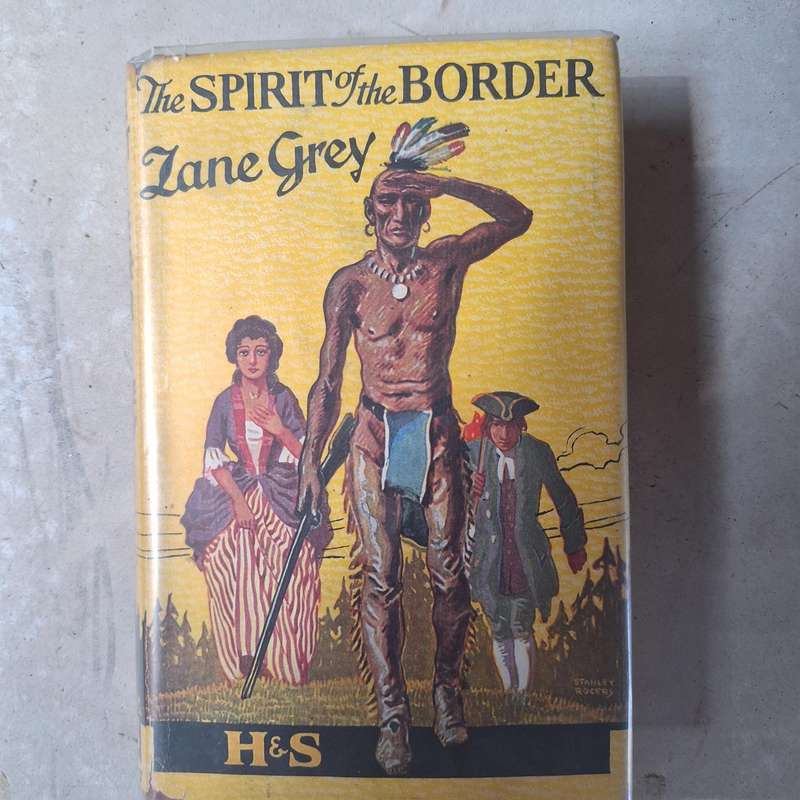 The SPIRIT of the BORDER
Zane Grey
STANLEY
ROGERS
H&S